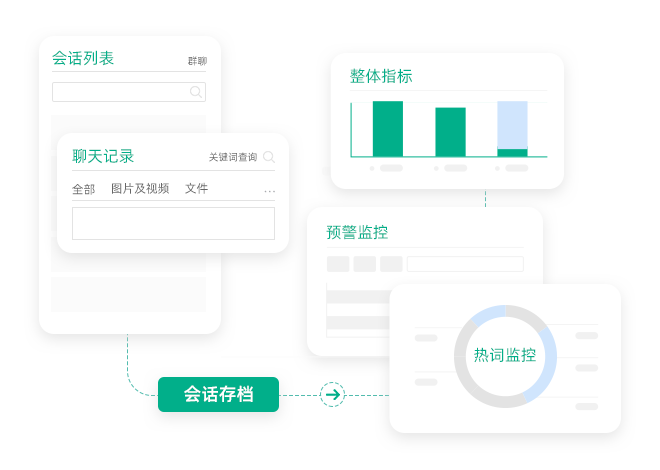 会话列表
群聊
聊天记录
关键词查询
全部 图片及视频 文件 ...
会话存档
整体指标
预警监控
热词监控